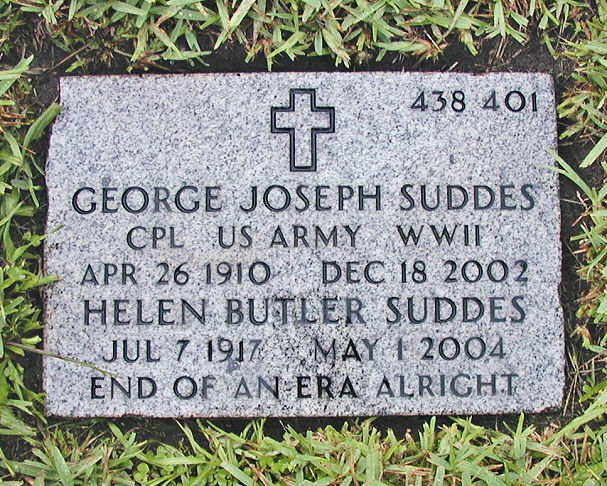 438 401
GEORGE JOSEPH SUDDES
CPL US ARMY WWII
APR 26 1910 DEC 18 2002
HELEN BUTLER SUDDES
JUL 7 1917 MAY 1 2004
END OF AN ERA ALRIGHT